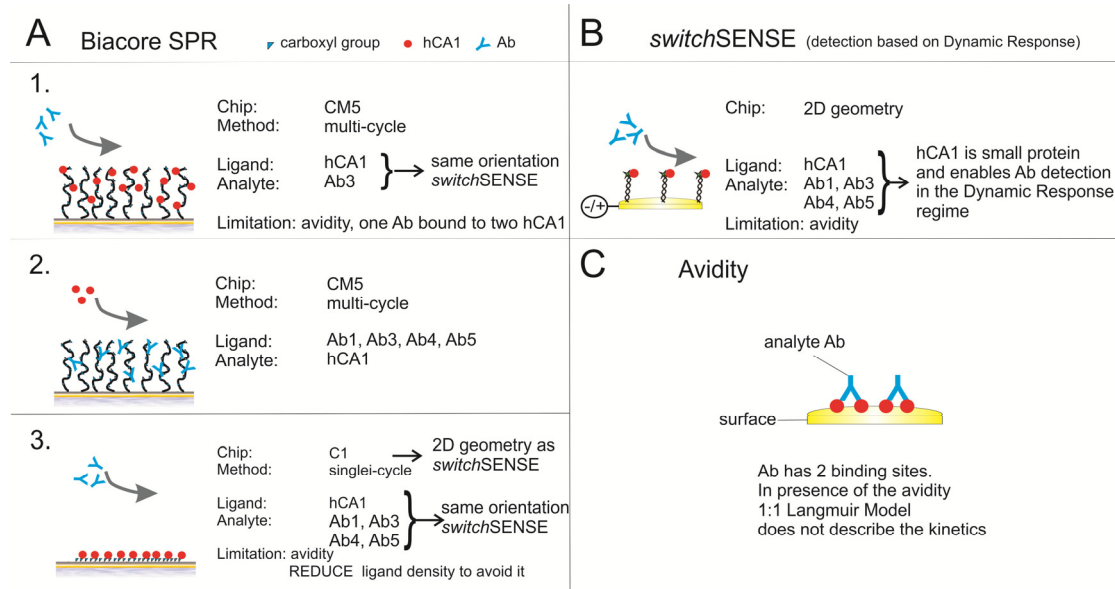 A Biacore SPR carboxyl group hCA1 Ab
1.
Chip: CM5
Method: multi-cycle
Ligand: hCA1
Analyte: Ab3
same orientation
switchSENSE
Limitation: avidity, one Ab bound to two hCA1
2.
Chip: CM5
Method: multi-cycle
Ligand: Ab1, Ab3, Ab4, Ab5
Analyte: hCA1
3.
Chip: C1
Method: singlei-cycle
2D geometry as
switchSENSE
Ligand: hCA1
Analyte: Ab1, Ab3
Ab4, Ab5
same orientation
switchSENSE
Limitation: avidity
REDUCE ligand density to avoid it
B switchSENSE (detection based on Dynamic Response)
Chip: 2D geometry
Ligand: hCA1
Analyte: Ab1, Ab3
Ab4, Ab5
hCA1 is small protein
and enables Ab detection
in the Dynamic Response
regime
-/+
Limitation: avidity
C Avidity
analyte Ab
surface
Ab has 2 binding sites.
In presence of the avidity
1:1 Langmuir Model
does not describe the kinetics